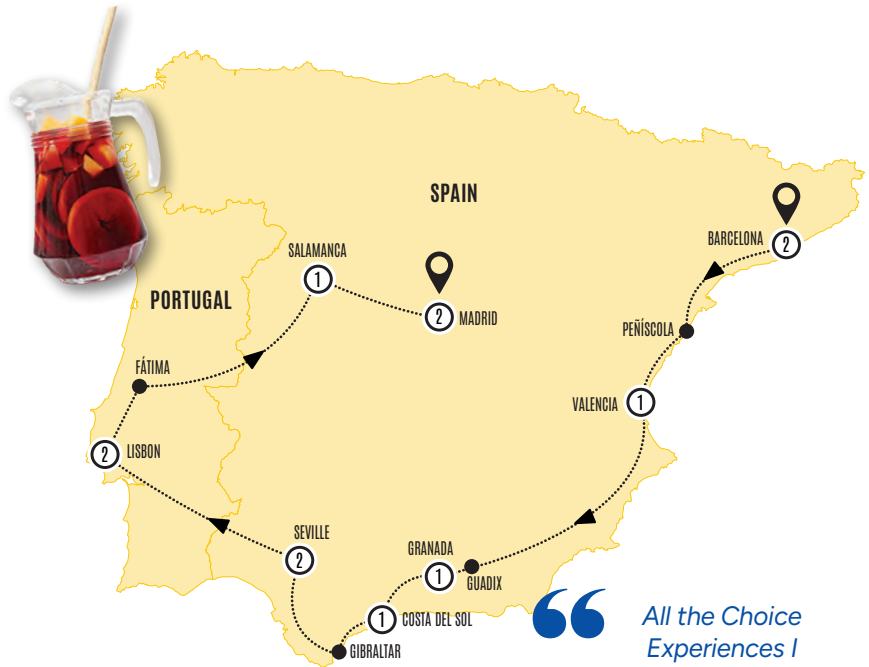 SPAIN
BARCELONA
2
SALAMANCA
1
2
MADRID
PORTUGAL
PEÑÍSCOLA
FÁTIMA
VALENCIA
1
2
LISBON
SEVILLE
2
GRANADA
1
GUADIX
1
COSTA DEL SOL
GIBRALTAR
“
All the Choice
Experiences I